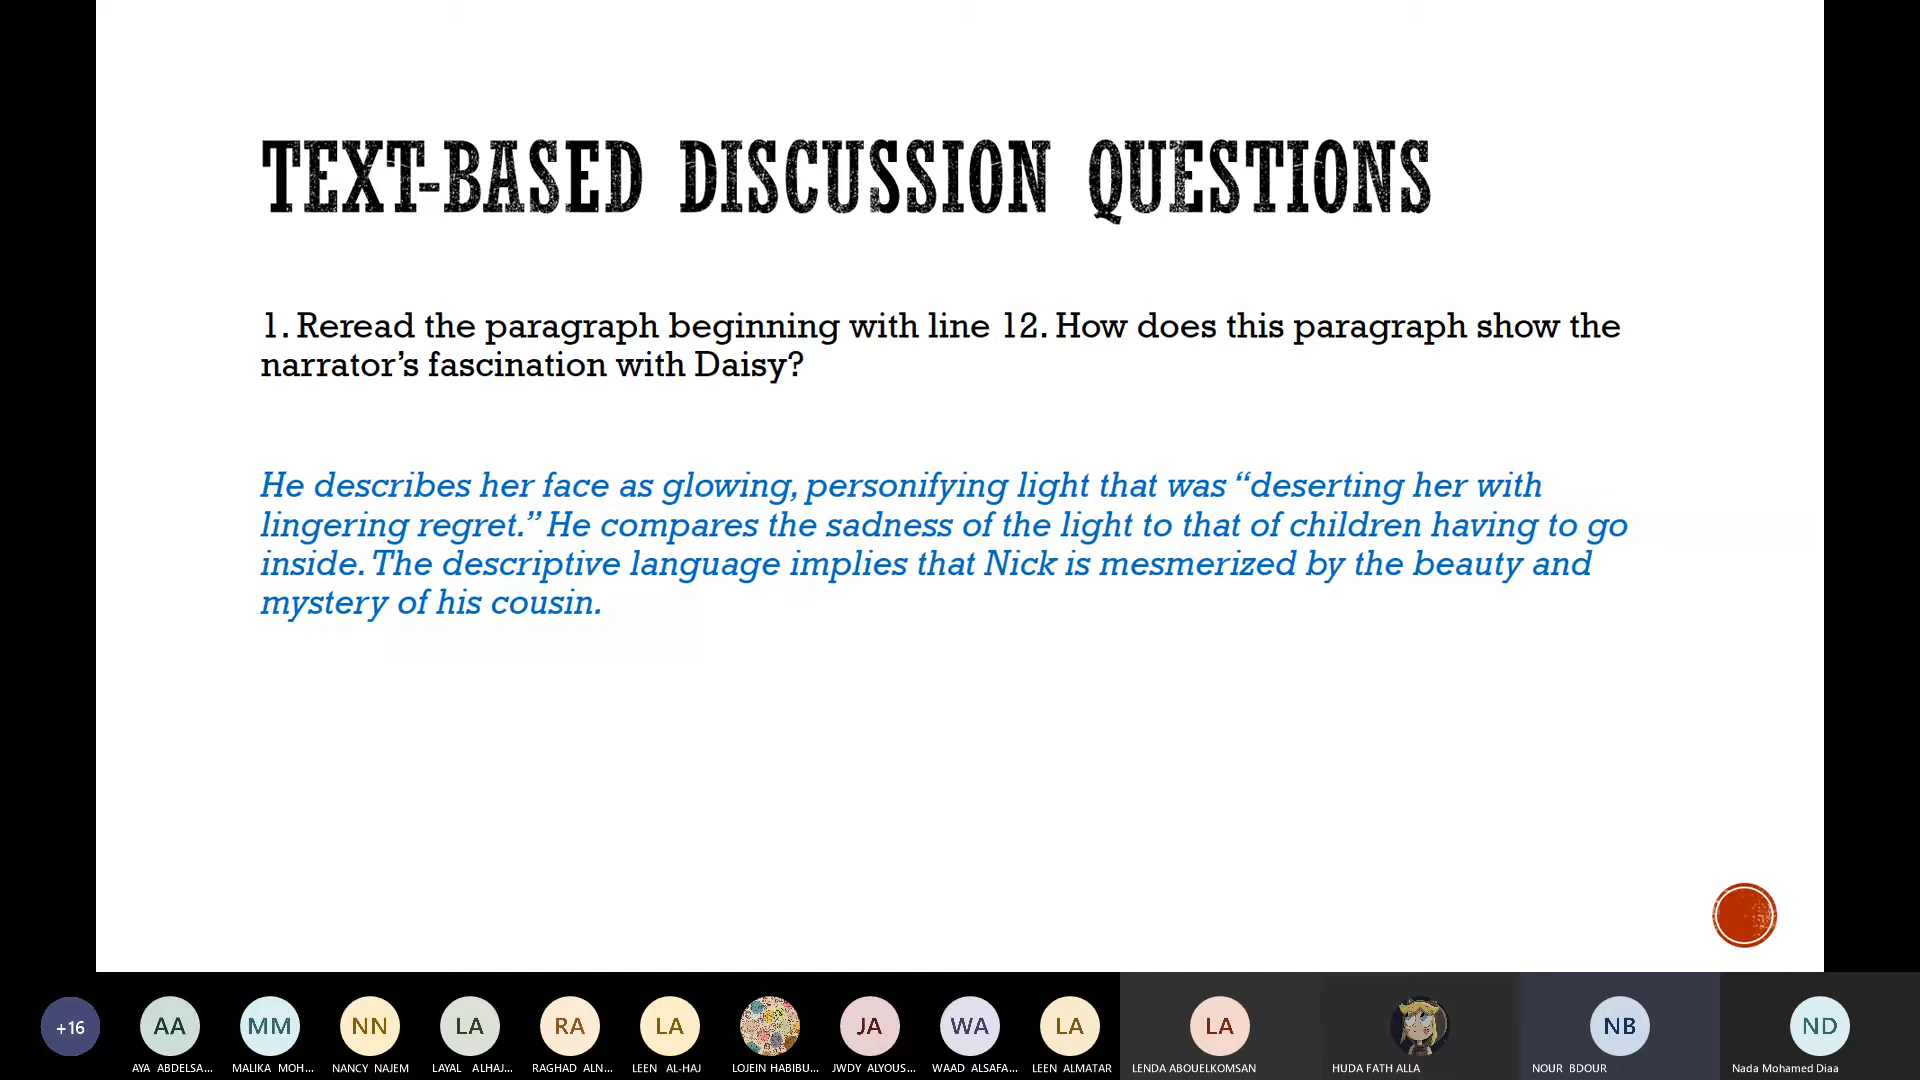 TEXT-BASED DISCUSSION QUESTIONS
1. Reread the paragraph beginning with line 12. How does this paragraph show the
narrator’s fascination with Daisy?
He describes her face as glowing, personifying light that was “deserting her with
lingering regret.” He compares the sadness of the light to that of children having to go
inside. The descriptive language implies that Nick is mesmerized by the beauty and
mystery of his cousin.
+16 AA MM NN LA RA LA JA WA LA LA NB ND
AYA ABDELSA... MALIKA MOH... NANCY NAJEM LAYAL ALHAJ... RAGHAD ALN... LEEN AL-HAJ LOJEIN HABIBU... JWDY ALYOUS... WAAD ALSAFA... LEEN ALMATAR LENDA ABOUELKOMSAN HUDA FATH ALLA NOUR BDOUR Nada Mohamed Diaa